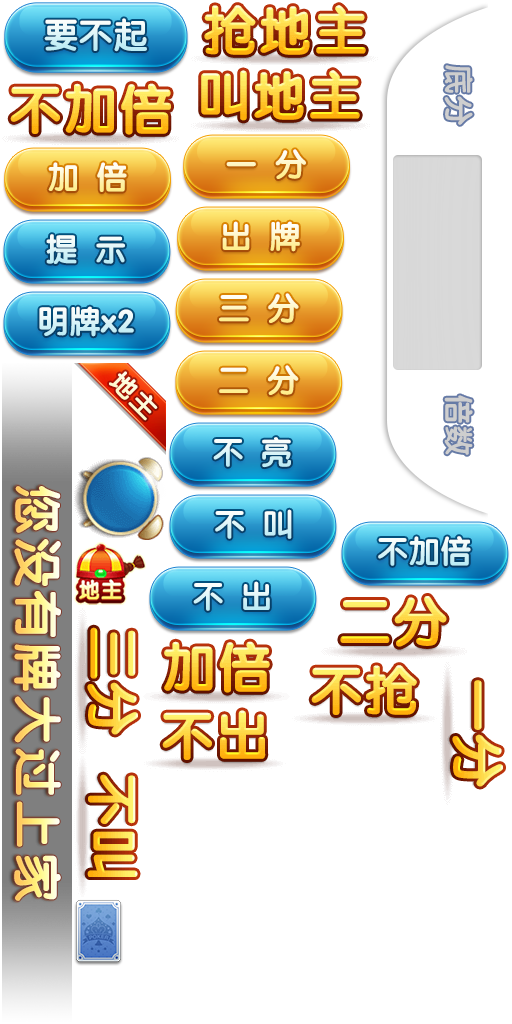 要不起
抢地主
不加倍
叫地主
加 倍
一 分
提 示
出 牌
明牌x2
三 分
二 分
地主
不 亮
不 叫
不加倍
不 出
地主
二分
加倍
不抢
不出
三分
不叫
一分
您没有牌大过上家
底分
倍数